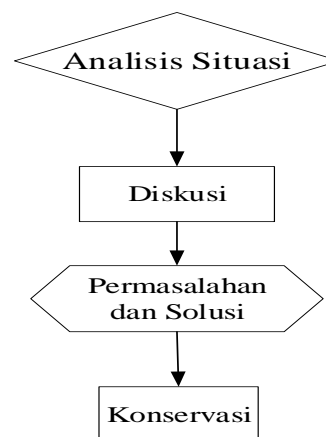 Analisis Situasi
Diskusi
Permasalahan
dan Solusi
Konservasi